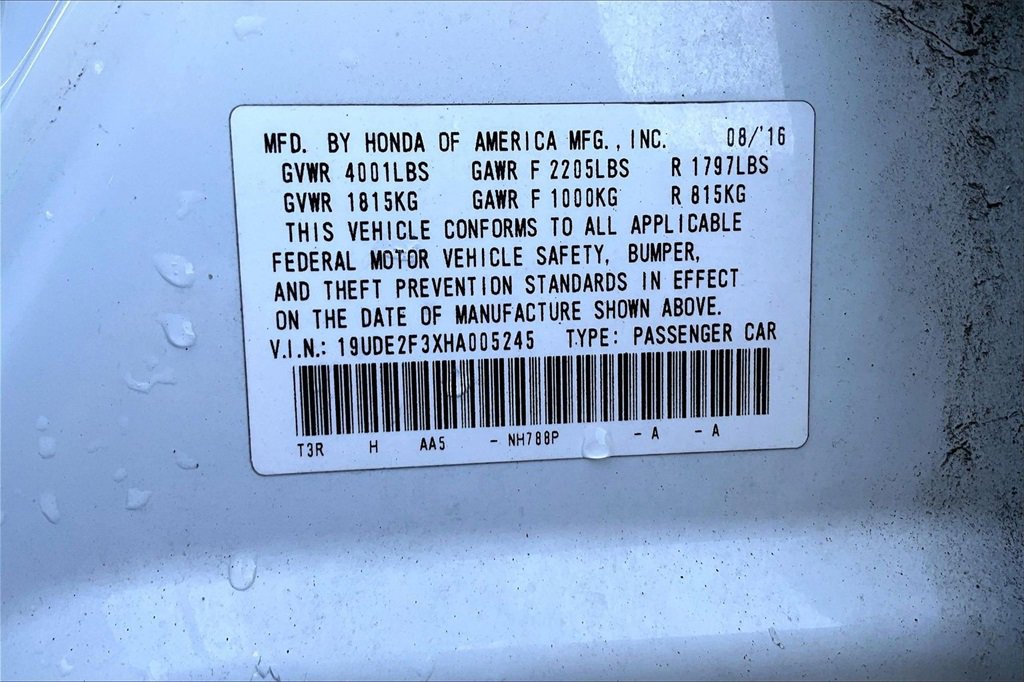 MFD. BY HONDA OF AMERICA MFG., INC. 08/'16
GVWR 4001LBS GAWR F 2205LBS R 1797LBS
GVWR 1815KG GAWR F 1000KG R 815KG
THIS VEHICLE CONFORMS TO ALL APPLICABLE
FEDERAL MOTOR VEHICLE SAFETY, BUMPER,
AND THEFT PREVENTION STANDARDS IN EFFECT
ON THE DATE OF MANUFACTURE SHOWN ABOVE.
V.I.N.: 19UDE2F3XHA005245 TYPE: PASSENGER CAR
T3R H AA5 - NH788P - A - A